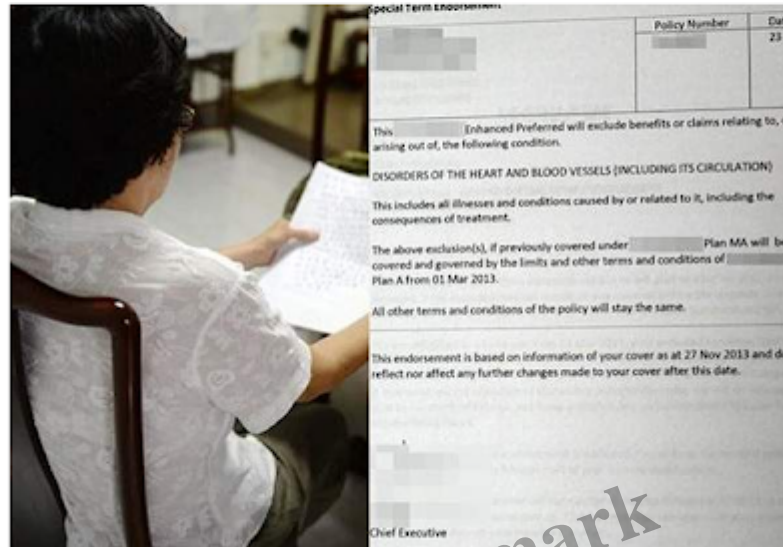 Special Term Endorsement
Policy Number
23
This Enhanced Preferred will exclude benefits or claims relating to,
arising out of, the following condition.
DISORDERS OF THE HEART AND BLOOD VESSELS (INCLUDING ITS CIRCULATION)
This includes all illnesses and conditions caused by or related to it, including the
consequences of treatment.
The above exclusion(s), if previously covered under Plan MA will be
covered and governed by the limits and other terms and conditions of
Plan A from 01 Mar 2013.
All other terms and conditions of the policy will stay the same.
This endorsement is based on information of your cover as at 27 Nov 2013 and
reflect nor affect any further changes made to your cover after this date.
Chief Executive
mark